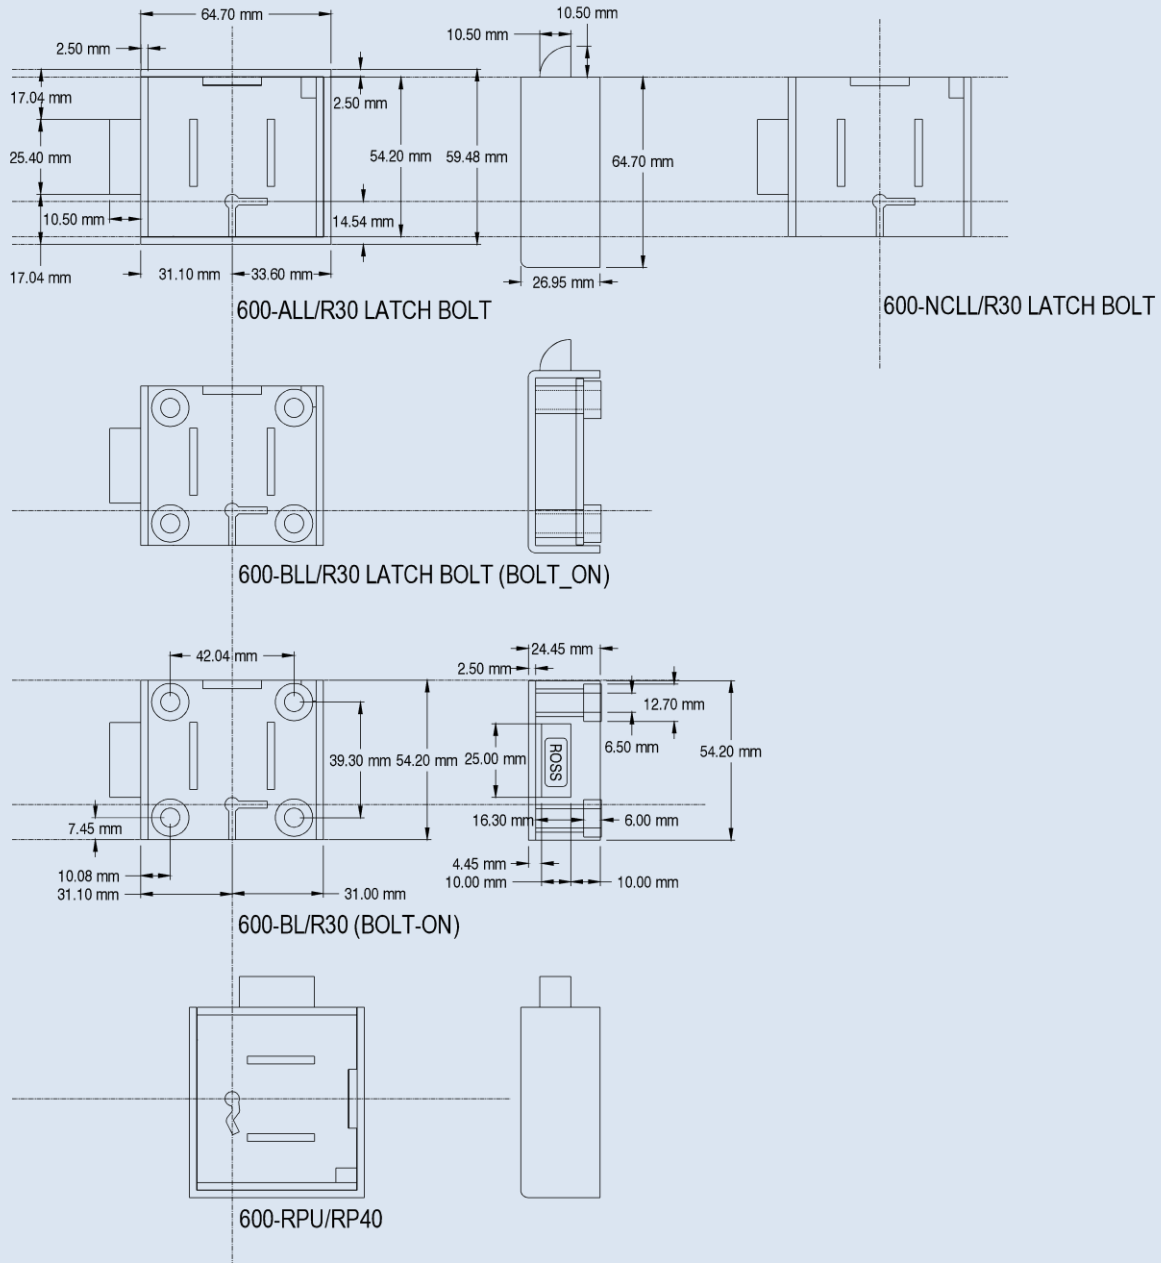 64.70 mm
10.50 mm
10.50 mm
2.50 mm
17.04 mm
2.50 mm
25.40 mm
54.20 mm
59.48 mm
64.70 mm
10.50 mm
14.54 mm
17.04 mm
31.10 mm
33.60 mm
26.95 mm
600-ALL/R30 LATCH BOLT
600-NCLL/R30 LATCH BOLT
600-BLL/R30 LATCH BOLT (BOLT_ON)
24.45 mm
42.04 mm
2.50 mm
12.70 mm
6.50 mm
39.30 mm
54.20 mm
25.00 mm
ROSS
54.20 mm
7.45 mm
16.30 mm
6.00 mm
4.45 mm
10.08 mm
10.00 mm
10.00 mm
31.10 mm
31.00 mm
600-BL/R30 (BOLT-ON)
600-RPU/RP40